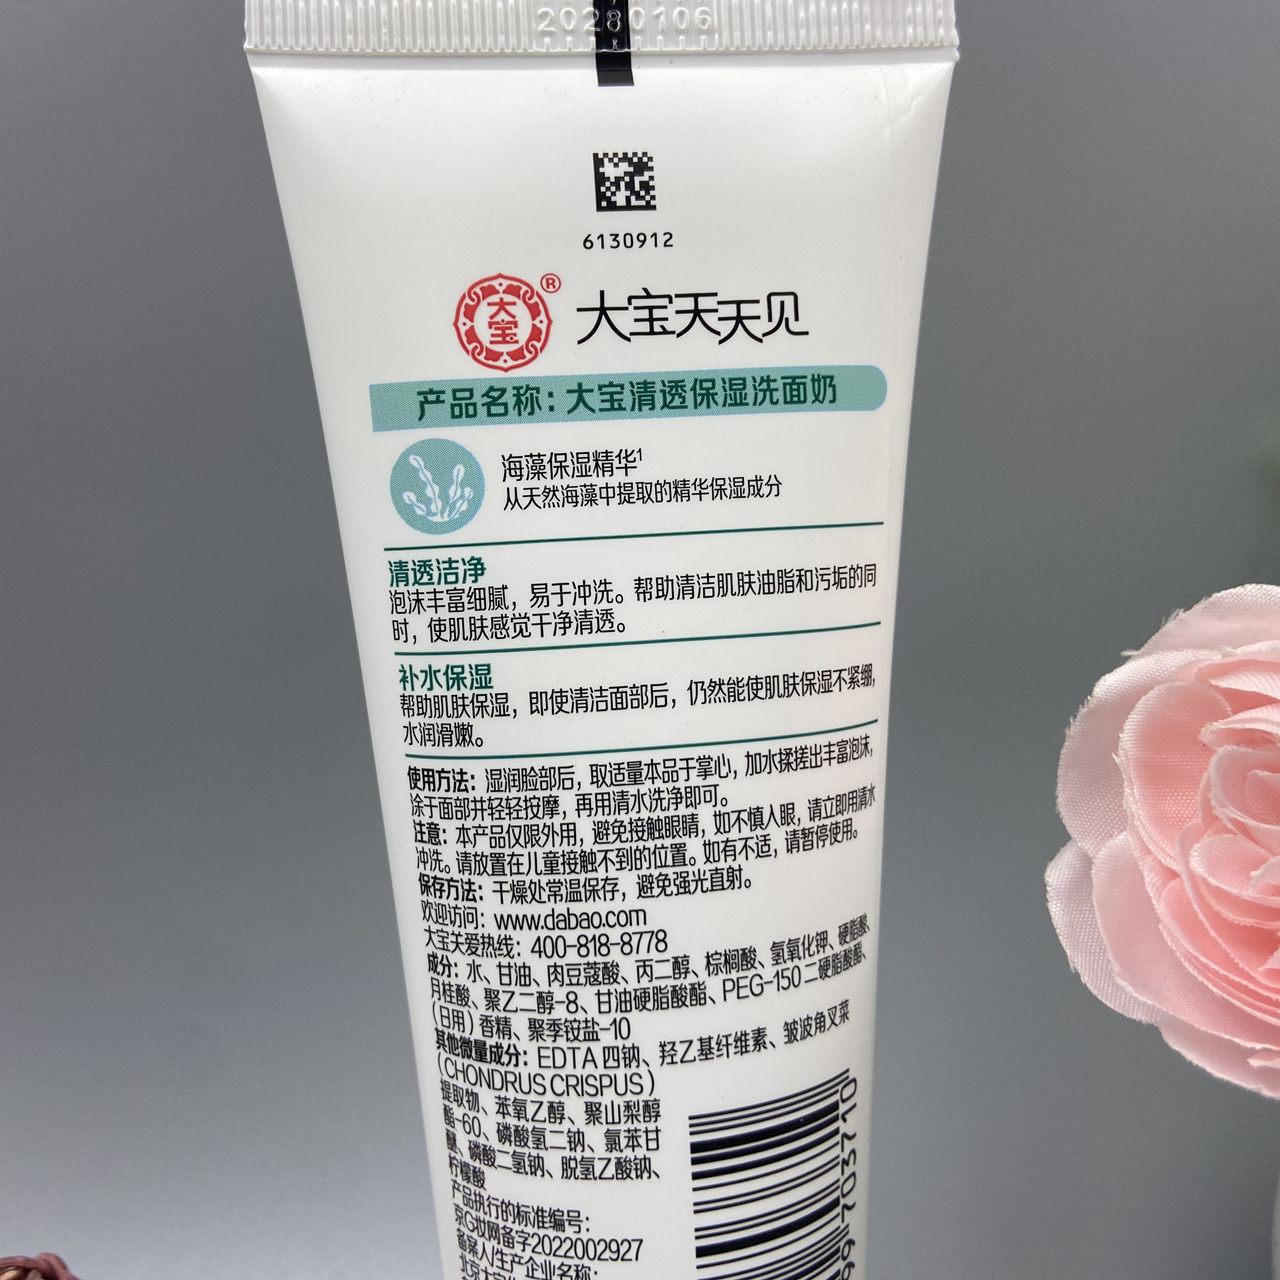 20280106
6130912
大宝®
大宝天天见
产品名称：大宝清透保湿洗面奶
海藻保湿精华1
从天然海藻中提取的精华保湿成分
清透洁净
泡沫丰富细腻，易于冲洗。帮助清洁肌肤油脂和污垢的同
时，使肌肤感觉干净清透。
补水保湿
帮助肌肤保湿，即使清洁面部后，仍然能使肌肤保湿不紧绷，
水润滑嫩。
使用方法：湿润脸部后，取适量本品于掌心，加水揉搓出丰富泡沫，
涂于面部并轻轻按摩，再用清水洗净即可。
注意：本产品仅限外用，避免接触眼睛，如不慎入眼，请立即用清水
冲洗。请放置在儿童接触不到的位置。如有不适，请暂停使用。
保存方法：干燥处常温保存，避免强光直射。
欢迎访问：www.dabao.com
大宝关爱热线：400-818-8778
成分：水、甘油、肉豆蔻酸、丙二醇、棕榈酸、氢氧化钾、硬脂酸、
月桂酸、聚乙二醇-8、甘油硬脂酸酯、PEG-150 二硬脂酸酯、
（日用）香精、聚季铵盐-10
其他微量成分：EDTA 四钠、羟乙基纤维素、皱波角叉菜
（CHONDRUS CRISPUS）
提取物、苯氧乙醇、聚山梨醇
酯-60、磷酸氢二钠、氯苯甘
醚、磷酸二氢钠、脱氢乙酸钠、
柠檬酸
产品执行的标准编号：
京G妆网备字2022002927
备案人/生产企业名称：
99 703710